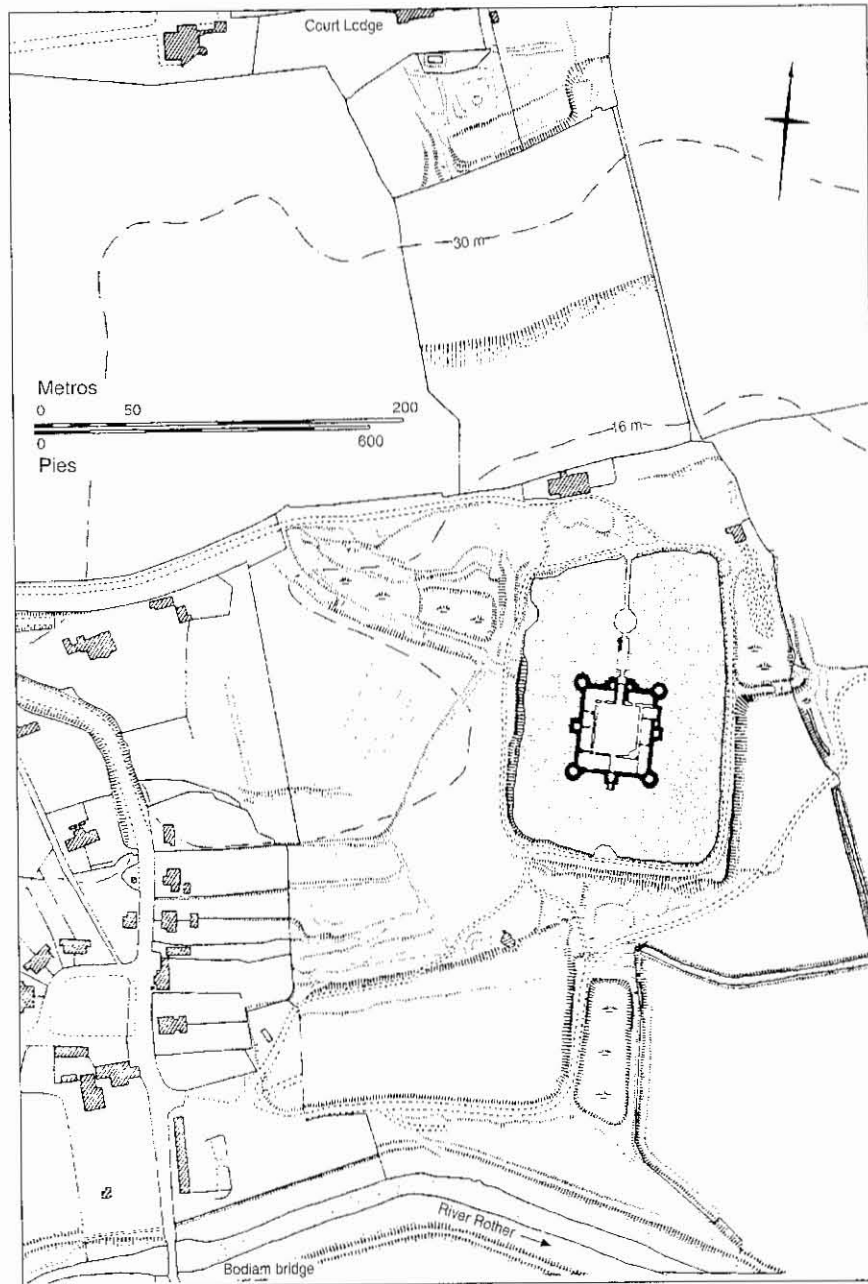 Court Lodge
30 m
Metros
0 50 200
0 600
Pies
16 m
River Rother
Bodiam bridge